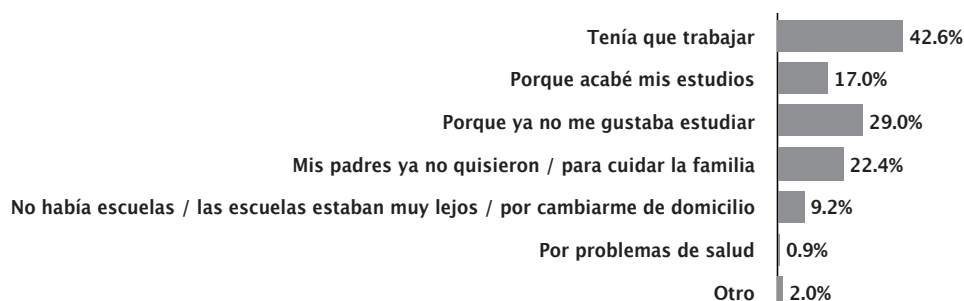 Tenía que trabajar 42.6%
Porque acabé mis estudios 17.0%
Porque ya no me gustaba estudiar 29.0%
Mis padres ya no quisieron / para cuidar la familia 22.4%
No había escuelas / las escuelas estaban muy lejos / por cambiarme de domicilio 9.2%
Por problemas de salud 0.9%
Otro 2.0%